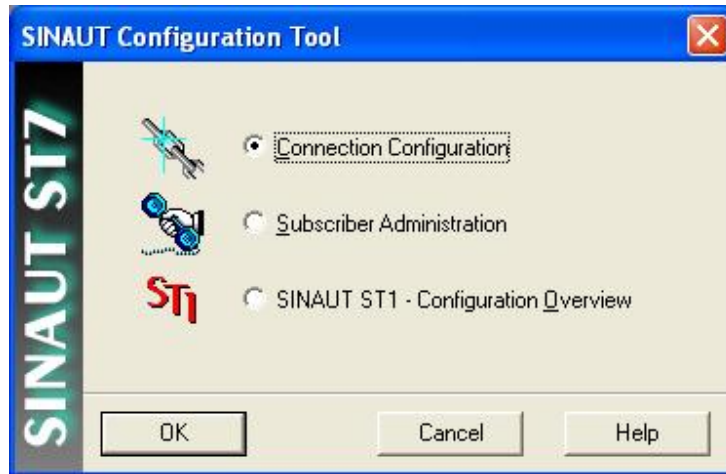 SINAUT Configuration Tool
SINAUT ST7
Connection Configuration
Subscriber Administration
ST1
SINAUT ST1 - Configuration Overview
OK
Cancel
Help